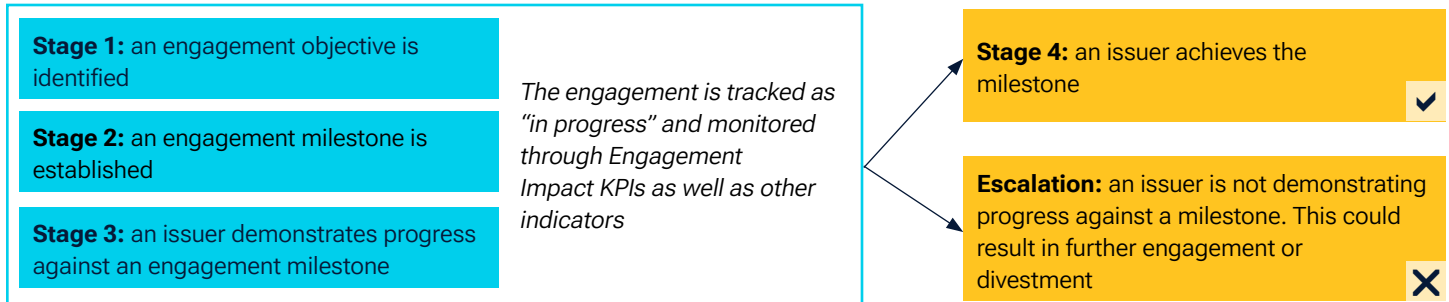 Stage 1: an engagement objective is
identified
Stage 2: an engagement milestone is
established
Stage 3: an issuer demonstrates progress
against an engagement milestone
The engagement is tracked as
“in progress” and monitored
through Engagement
Impact KPIs as well as other
indicators
Stage 4: an issuer achieves the
milestone
Escalation: an issuer is not demonstrating
progress against a milestone. This could
result in further engagement or
divestment